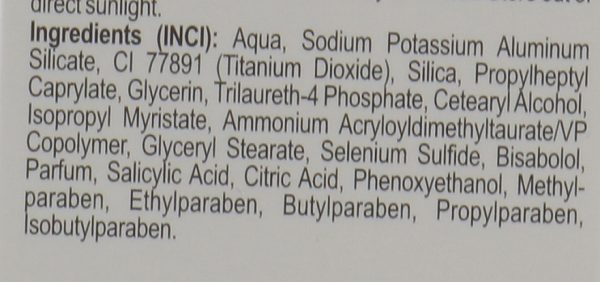 direct sunlight.
Ingredients (INCI): Aqua, Sodium Potassium Aluminum
Silicate, CI 77891 (Titanium Dioxide), Silica, Propylheptyl
Caprylate, Glycerin, Trilaureth-4 Phosphate, Cetearyl Alcohol,
Isopropyl Myristate, Ammonium Acryloyldimethyltaurate/VP
Copolymer, Glyceryl Stearate, Selenium Sulfide, Bisabolol,
Parfum, Salicylic Acid, Citric Acid, Phenoxyethanol, Methyl-
paraben, Ethylparaben, Butylparaben, Propylparaben,
Isobutylparaben.